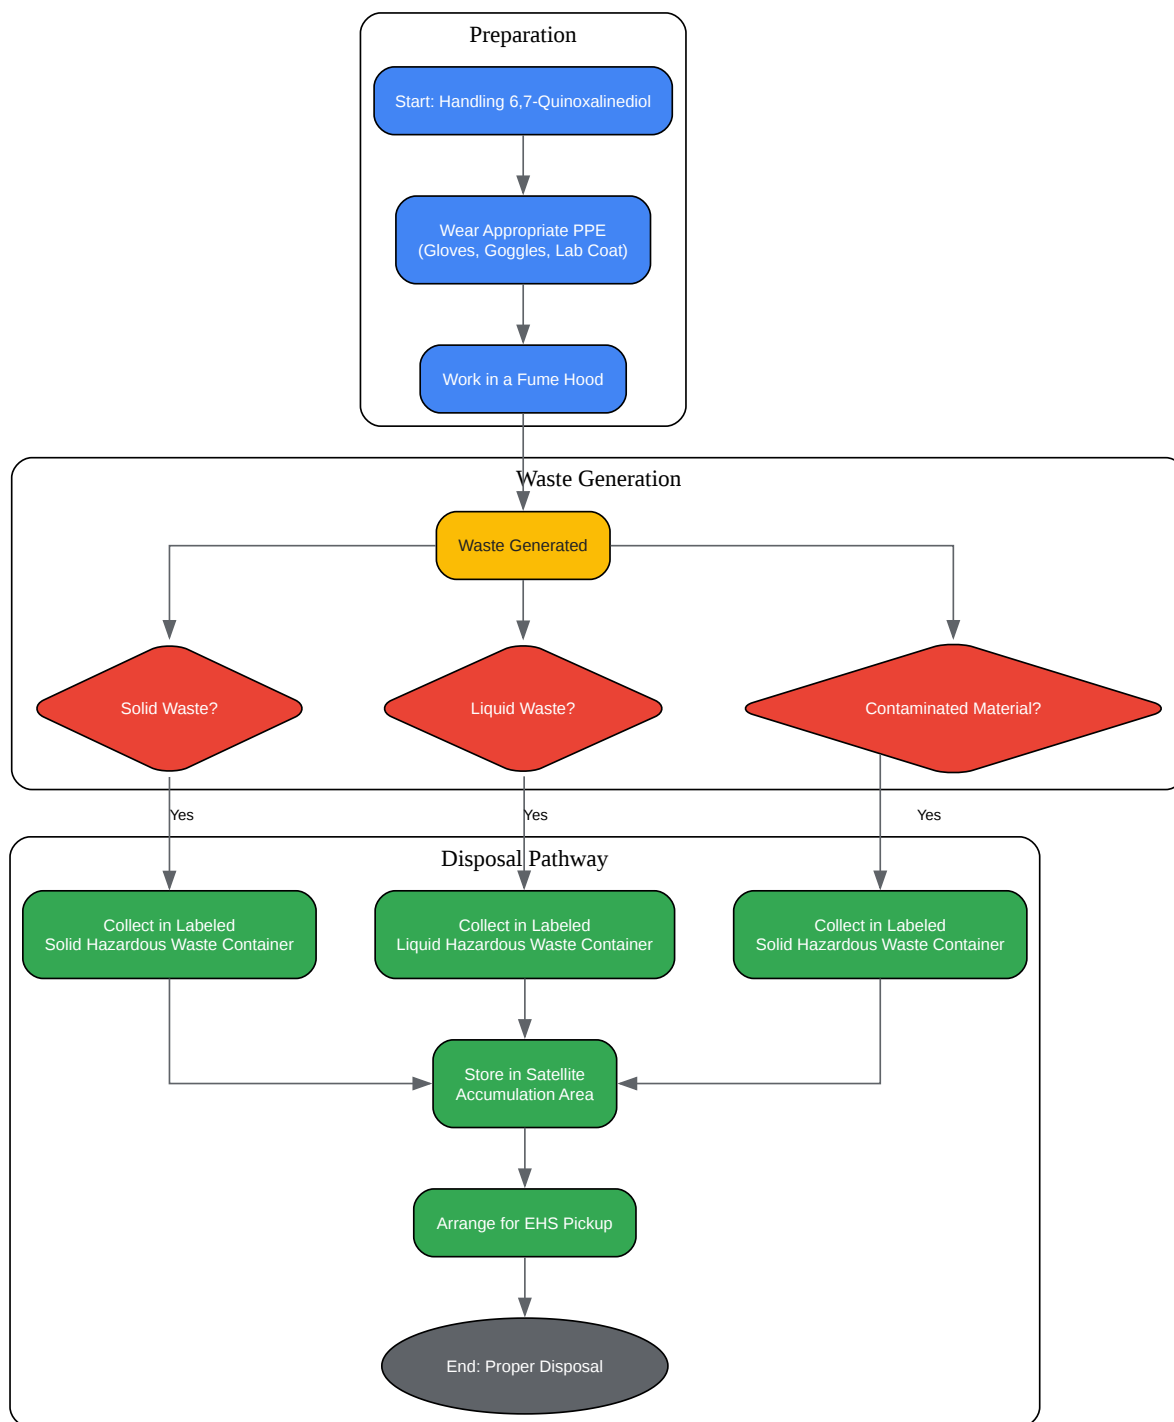 Preparation
Start: Handling 6,7-Quinoxalinediol
Wear Appropriate PPE
(Gloves, Goggles, Lab Coat)
Work in a Fume Hood
Waste Generation
Waste Generated
Solid Waste?
Liquid Waste?
Contaminated Material?
Yes
Yes
Yes
Disposal Pathway
Collect in Labeled
Solid Hazardous Waste Container
Collect in Labeled
Liquid Hazardous Waste Container
Collect in Labeled
Solid Hazardous Waste Container
Store in Satellite
Accumulation Area
Arrange for EHS Pickup
End: Proper Disposal